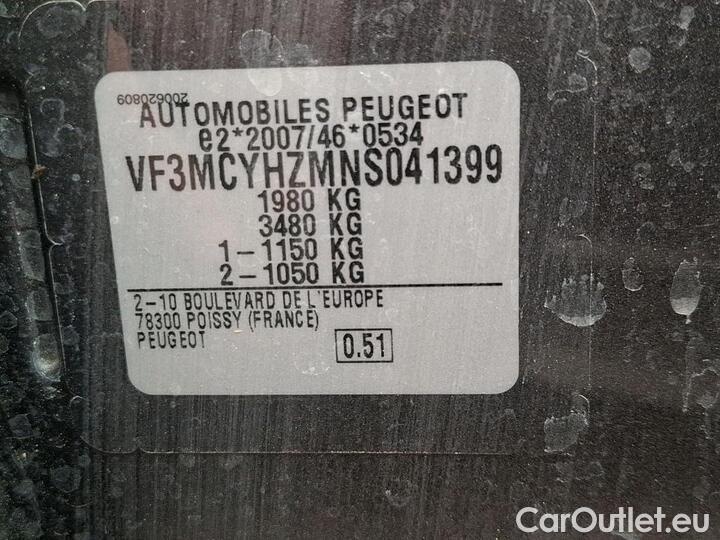 200620809
AUTOMOBILES PEUGEOT
e2*2007/46*0534
VF3MCYHZMNS041399
1980 KG
3480 KG
1-1150 KG
2-1050 KG
2-10 BOULEVARD DE L'EUROPE
78300 POISSY (FRANCE)
PEUGEOT
0.51
CarOutlet.eu